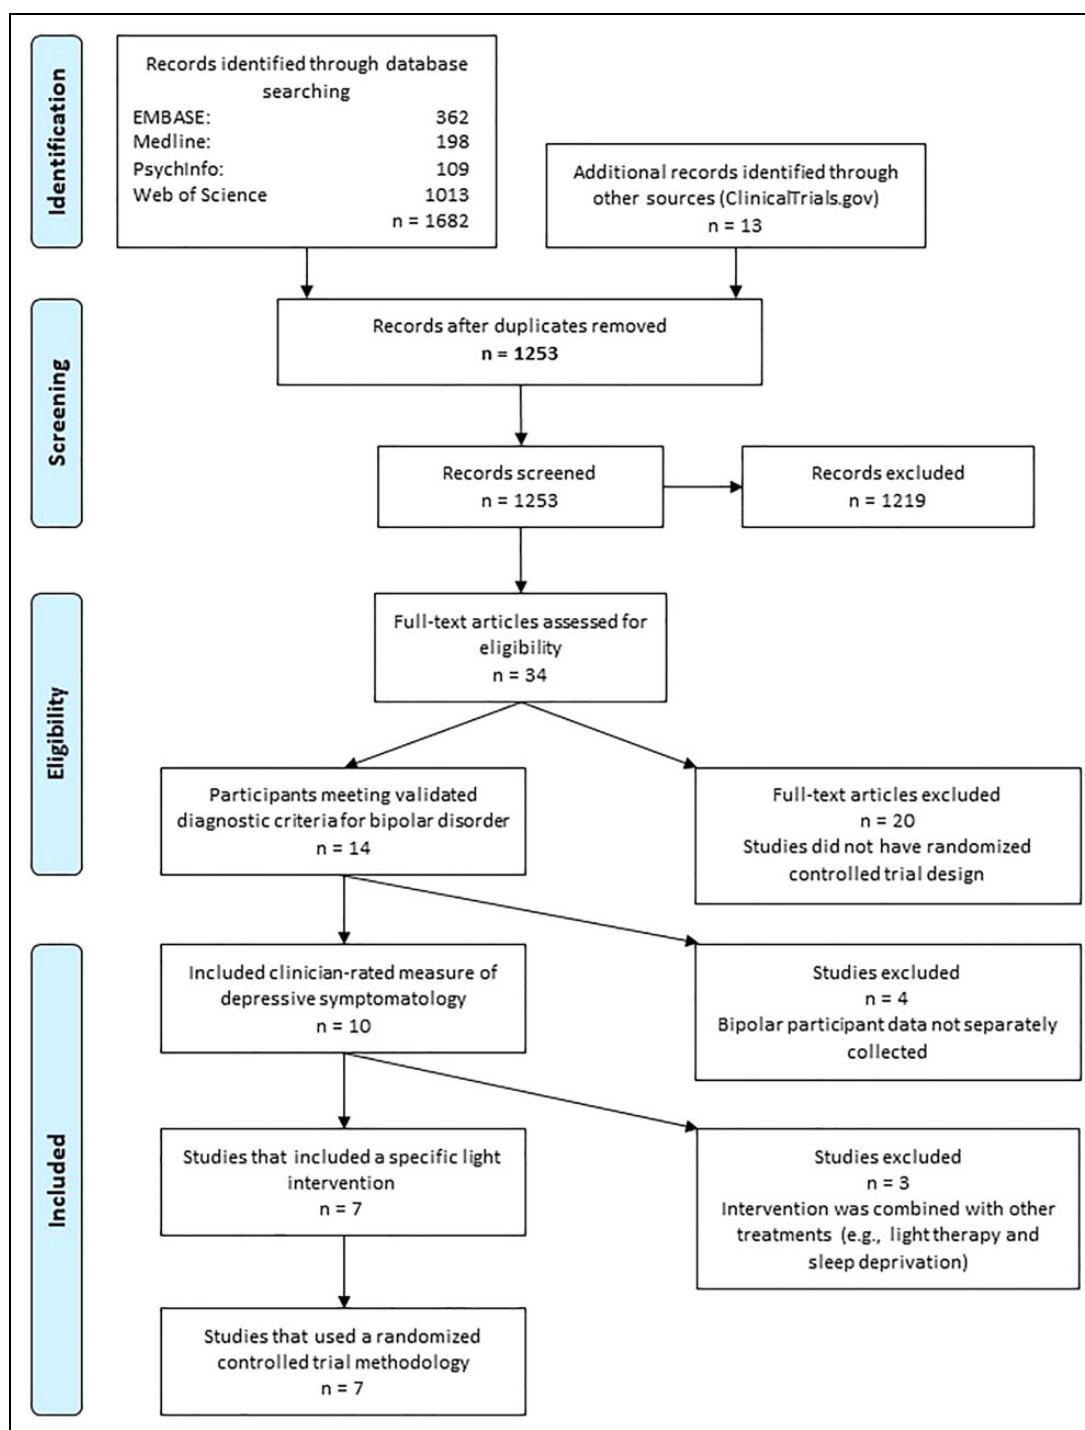 Identification
Records identified through database
searching
EMBASE: 362
Medline: 198
PsychInfo: 109
Web of Science 1013
n = 1682
Additional records identified through
other sources (ClinicalTrials.gov)
n = 13
Screening
Records after duplicates removed
n = 1253
Records screened
n = 1253
Records excluded
n = 1219
Eligibility
Full-text articles assessed for
eligibility
n = 34
Participants meeting validated
diagnostic criteria for bipolar disorder
n = 14
Full-text articles excluded
n = 20
Studies did not have randomized
controlled trial design
Included
Included clinician-rated measure of
depressive symptomatology
n = 10
Studies excluded
n = 4
Bipolar participant data not separately
collected
Studies that included a specific light
intervention
n = 7
Studies excluded
n = 3
Intervention was combined with other
treatments (e.g., light therapy and
sleep deprivation)
Studies that used a randomized
controlled trial methodology
n = 7